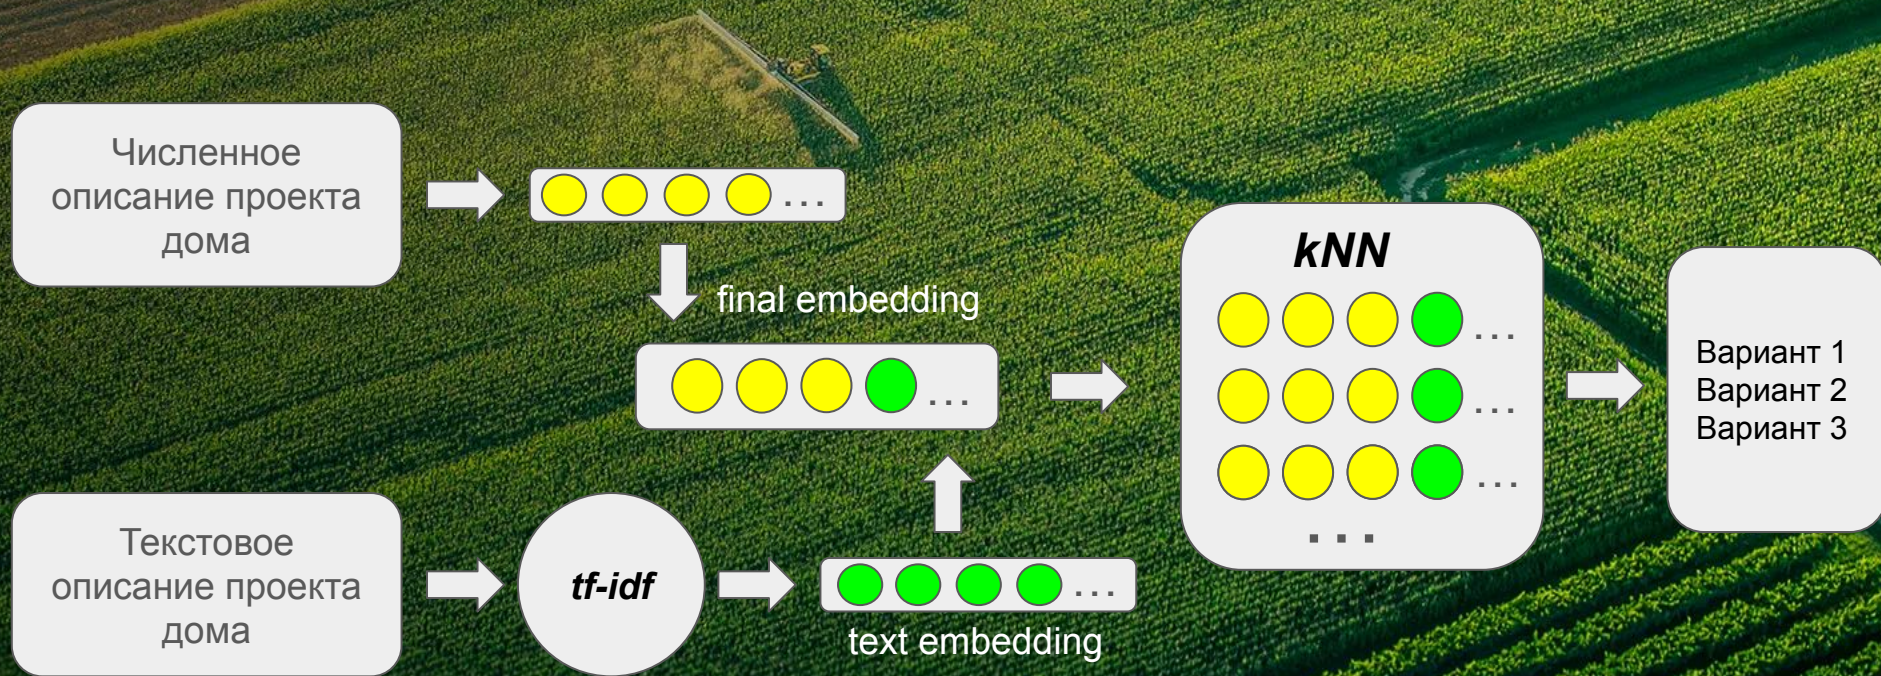 Численное
описание проекта
дома
...
final embedding
...
Текстовое
описание проекта
дома
tf-idf
...
text embedding
kNN
...
...
...
...
Вариант 1
Вариант 2
Вариант 3